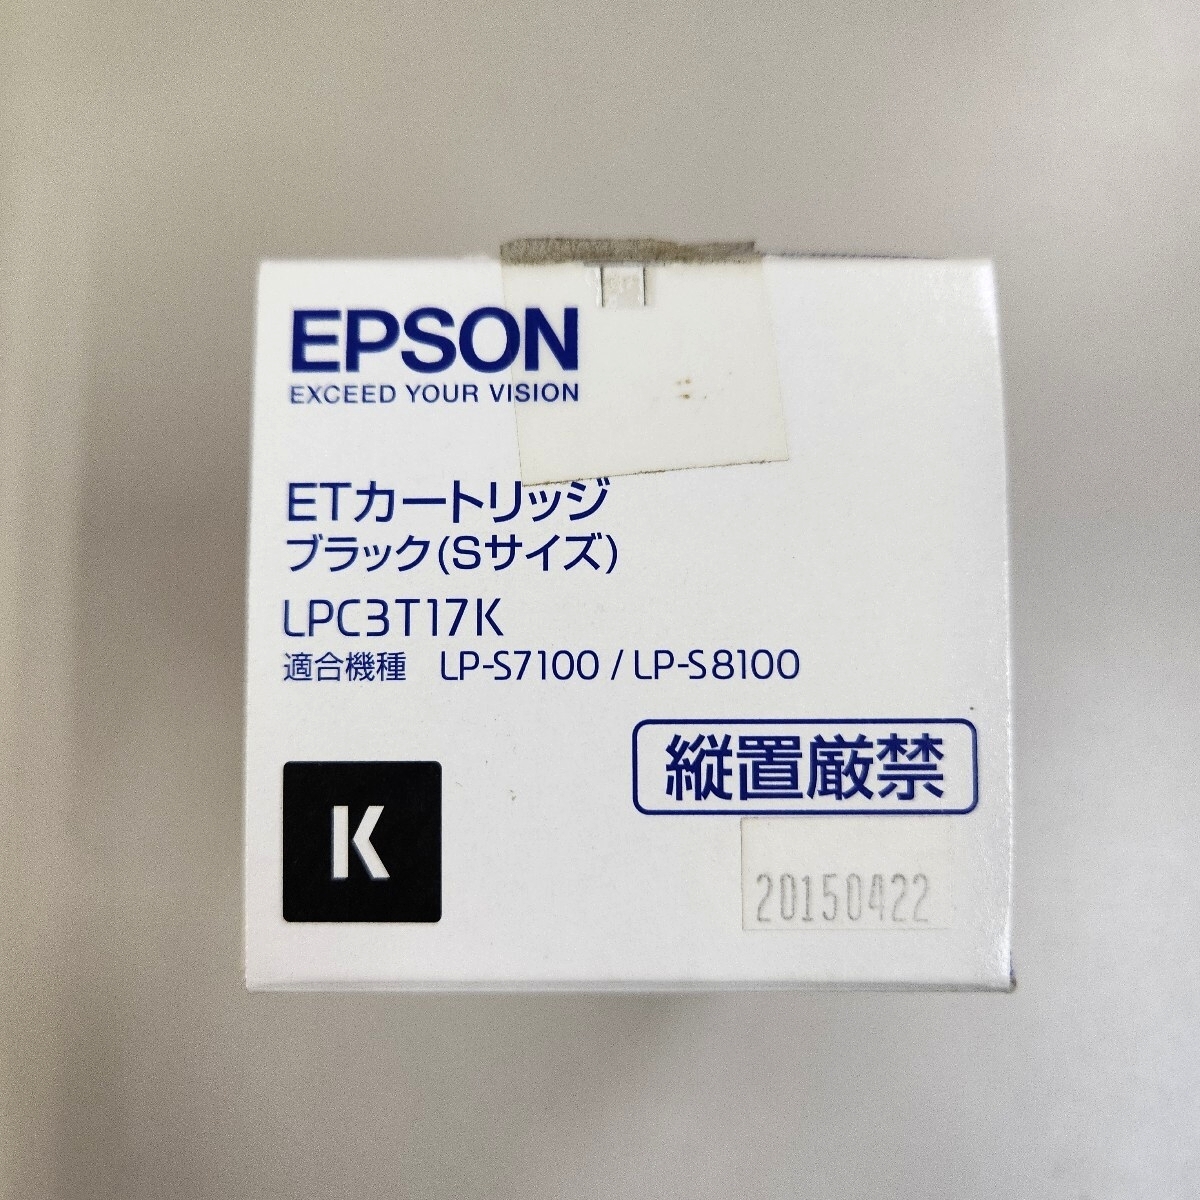 EPSON
EXCEED YOUR VISION
ETカートリッジ
ブラック(Sサイズ)
LPC3T17K
適合機種 LP-S7100 / LP-S8100
縦置厳禁
K
20150422